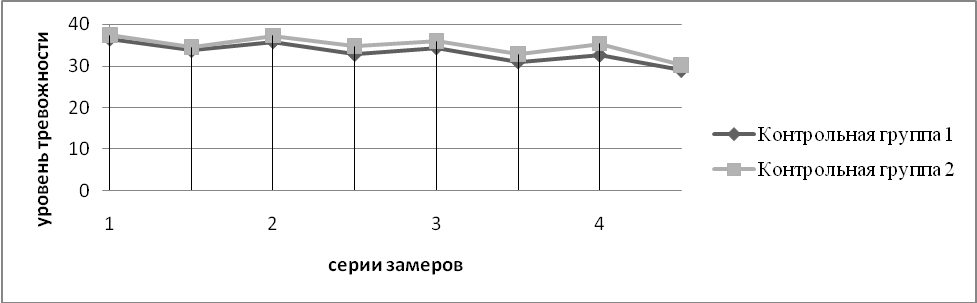 уровень тревожности
40
30
20
10
0
1 2 3 4
серии замеров
Контрольная группа 1
Контрольная группа 2